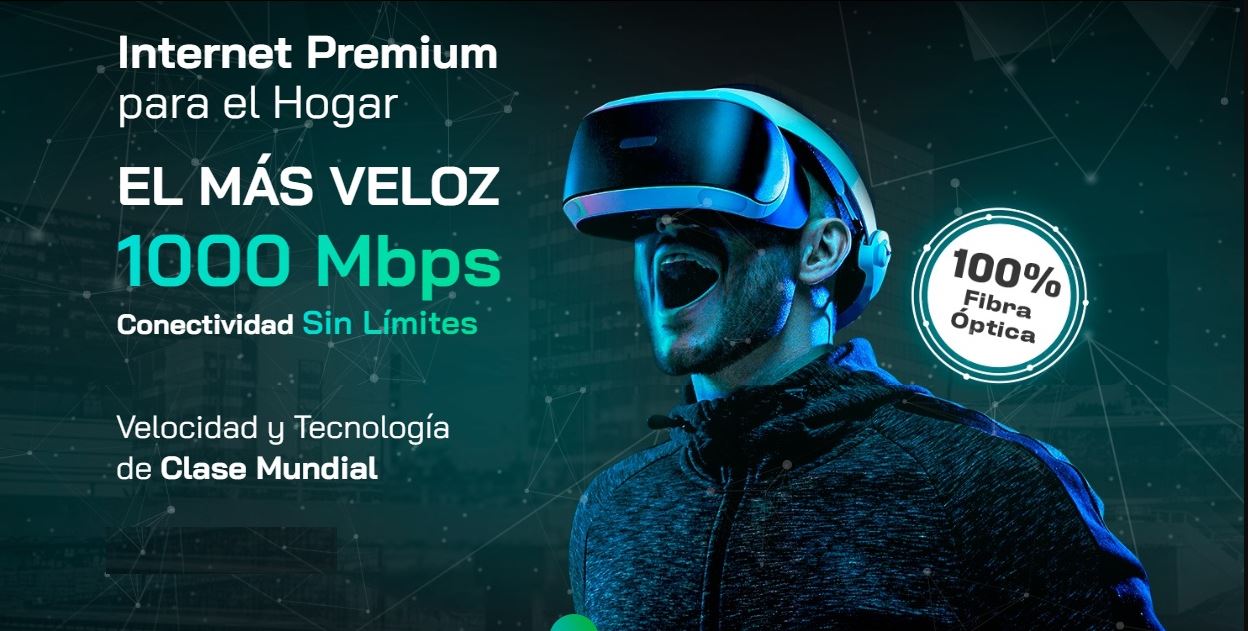 Internet Premium
para el Hogar
EL MÁS VELOZ
1000 Mbps
Conectividad Sin Límites
Velocidad y Tecnología
de Clase Mundial
100%
Fibra
Óptica